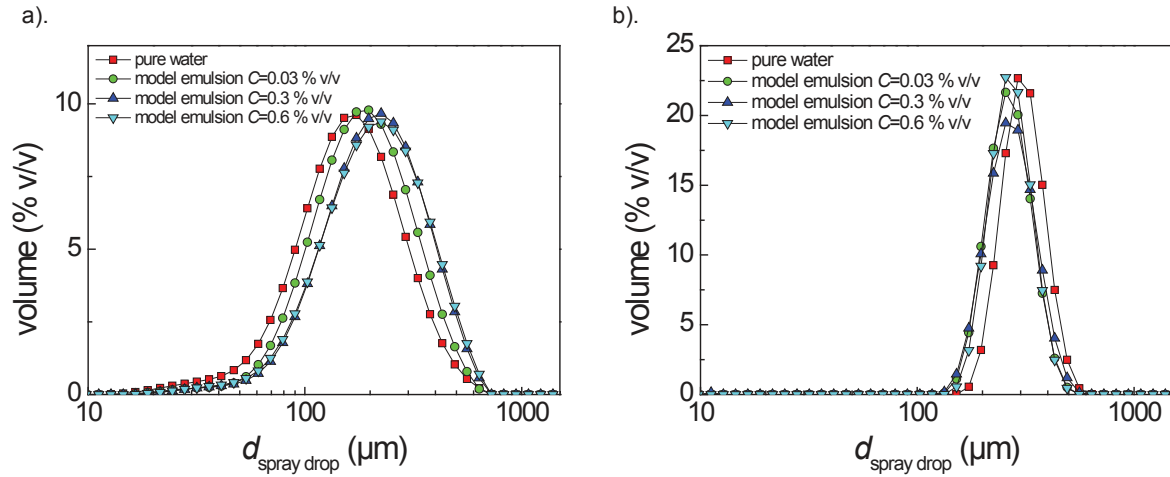 a).
pure water
model emulsion C=0.03 % v/v
model emulsion C=0.3 % v/v
model emulsion C=0.6 % v/v
10
5
0
volume (% v/v)
10
100
1000
d spray drop (µm)
b).
pure water
model emulsion C=0.03 % v/v
model emulsion C=0.3 % v/v
model emulsion C=0.6 % v/v
25
20
15
10
5
0
volume (% v/v)
10
100
1000
d spray drop (µm)